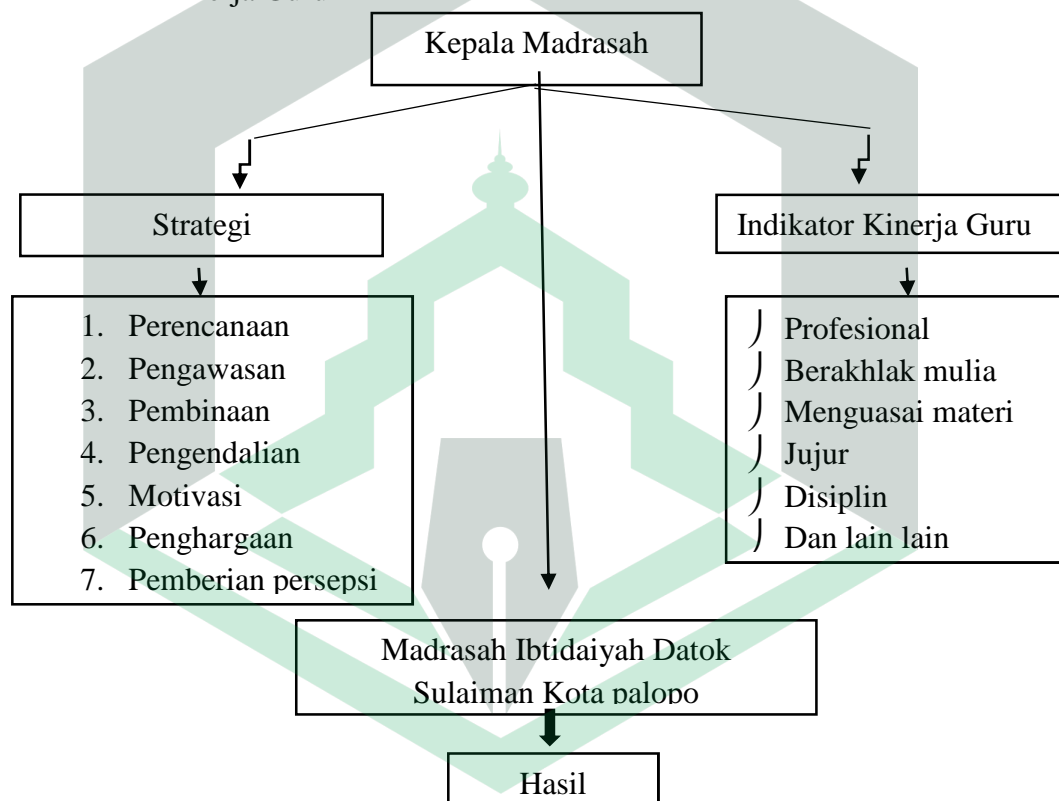 Kepala Madrasah
Strategi
Indikator Kinerja Guru
1. Perencanaan
2. Pengawasan
3. Pembinaan
4. Pengendalian
5. Motivasi
6. Penghargaan
7. Pemberian persepsi
Profesional
Berakhlak mulia
Menguasai materi
Jujur
Disiplin
Dan lain lain
Madrasah Ibtidaiyah Datok
Sulaiman Kota palopo
Hasil